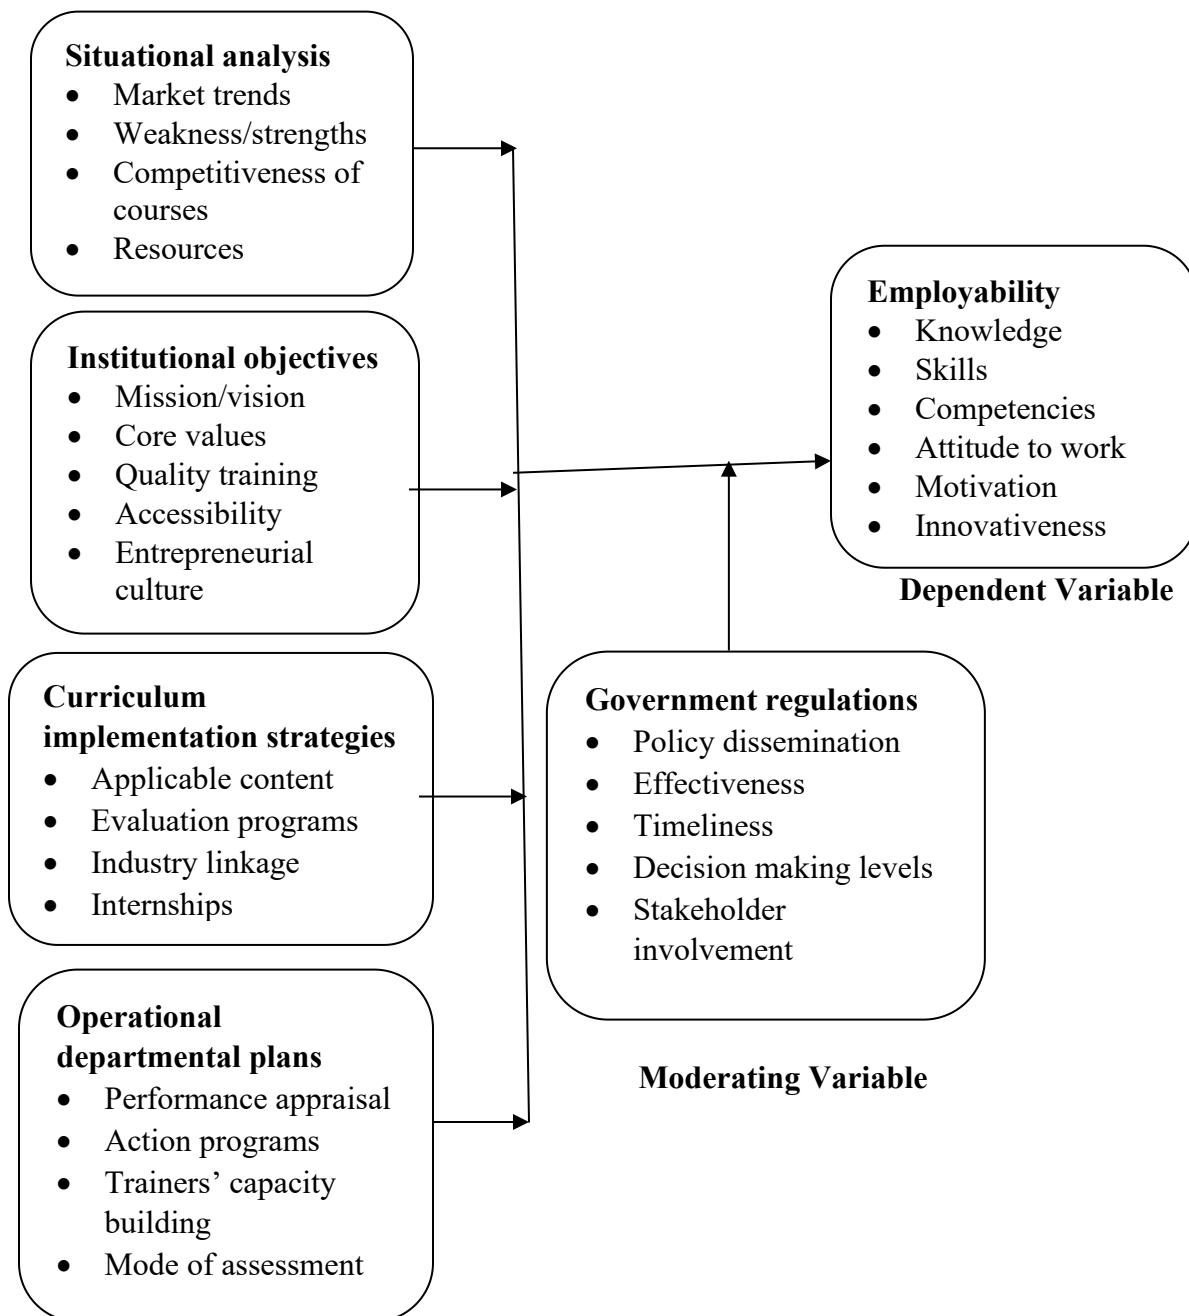 Situational analysis
• Market trends
• Weakness/strengths
• Competitiveness of
courses
• Resources
Institutional objectives
• Mission/vision
• Core values
• Quality training
• Accessibility
• Entrepreneurial
culture
Curriculum
implementation strategies
• Applicable content
• Evaluation programs
• Industry linkage
• Internships
Operational
departmental plans
• Performance appraisal
• Action programs
• Trainers’ capacity
building
• Mode of assessment
Employability
• Knowledge
• Skills
• Competencies
• Attitude to work
• Motivation
• Innovativeness
Dependent Variable
Government regulations
• Policy dissemination
• Effectiveness
• Timeliness
• Decision making levels
• Stakeholder
involvement
Moderating Variable